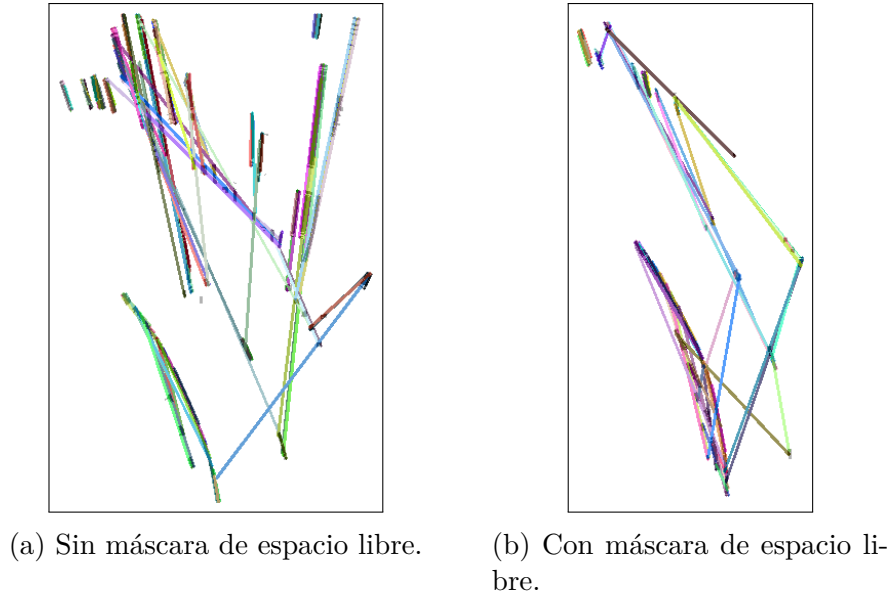 (a) Sin máscara de espacio libre.
(b) Con máscara de espacio li-
bre.